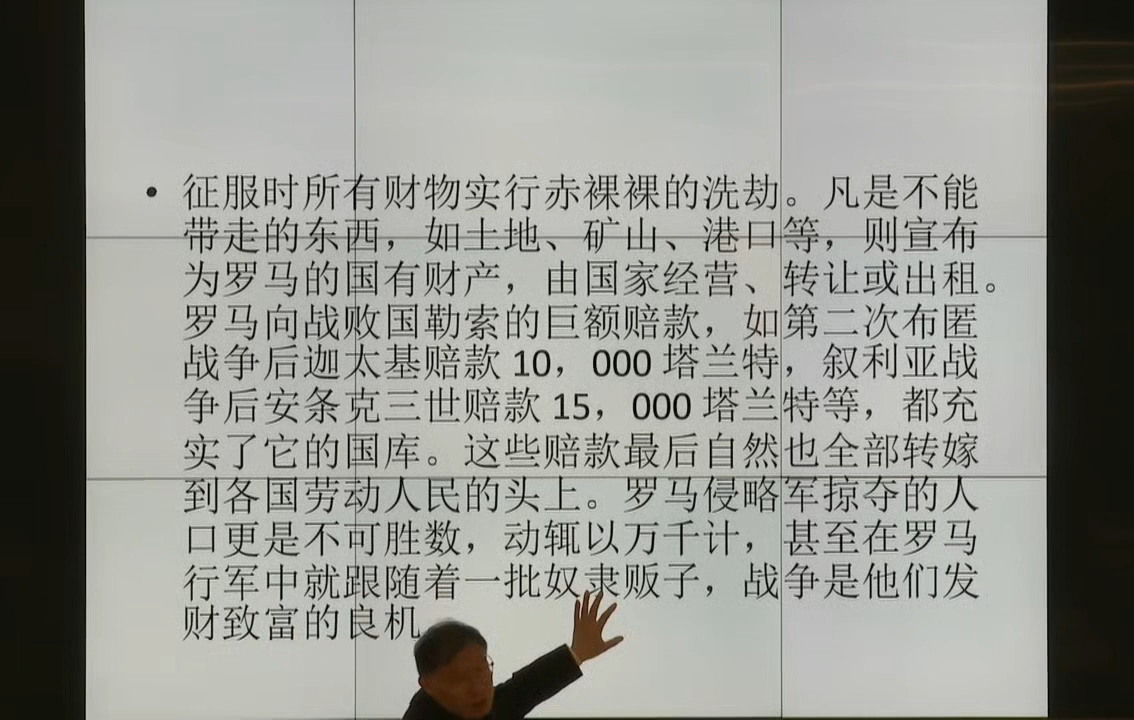 • 征服时所有财物实行赤裸裸的洗劫。凡是不能
带走的东西，如土地、矿山、港口等，则宣布
为罗马的国有财产，由国家经营、转让或出租。
罗马向战败国勒索的巨额赔款，如第二次布匿
战争后迦太基赔款 10，000 塔兰特，叙利亚战
争后安条克三世赔款 15，000 塔兰特等，都充
实了它的国库。这些赔款最后自然也全部转嫁
到各国劳动人民的头上。罗马侵略军掠夺的人
口更是不可胜数，动辄以万千计，甚至在罗马
行军中就跟随着一批奴隶贩子，战争是他们发
财致富的良机